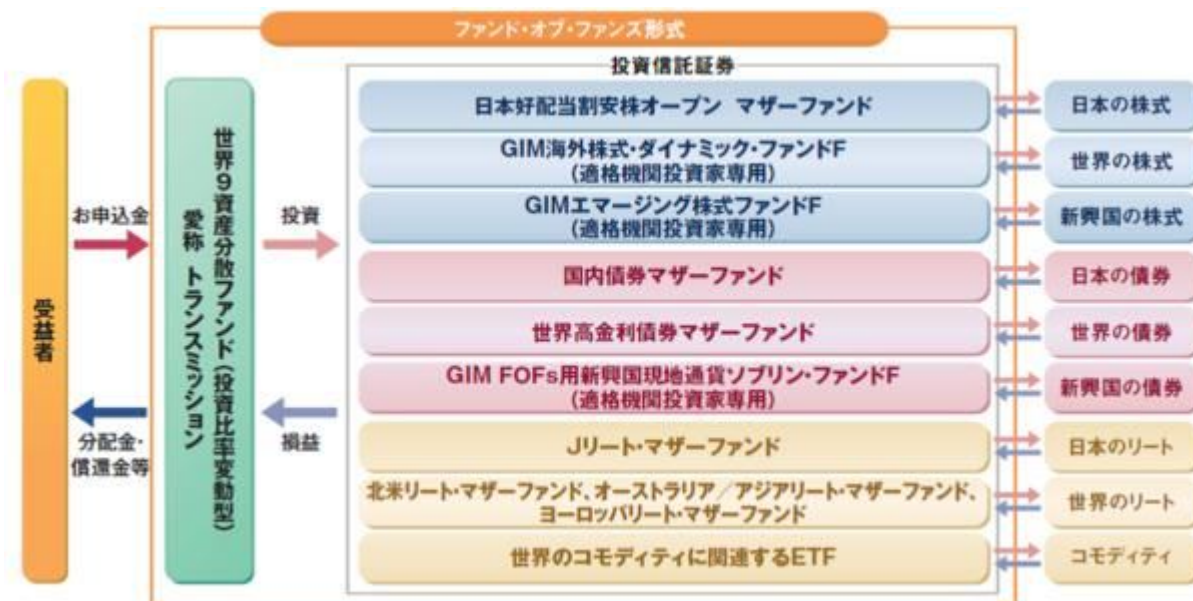 ファンド・オブ・ファンズ形式
投資信託証券
受益者
お申込金
分配金・
償還金等
世界9資産分散ファンド（投資比率変動型）
愛称 トランスミッション
投資
損益
日本好配当割安株オープン マザーファンド
日本の株式
GIM海外株式・ダイナミック・ファンドF
（適格機関投資家専用）
世界の株式
GIMエマージング株式ファンドF
（適格機関投資家専用）
新興国の株式
国内債券マザーファンド
日本の債券
世界高金利債券マザーファンド
世界の債券
GIM FOFs用新興国現地通貨ソブリン・ファンドF
（適格機関投資家専用）
新興国の債券
Jリート・マザーファンド
日本のリート
北米リート・マザーファンド、オーストラリア／アジアリート・マザーファンド、
ヨーロッパリート・マザーファンド
世界のリート
世界のコモディティに関連するETF
コモディティ